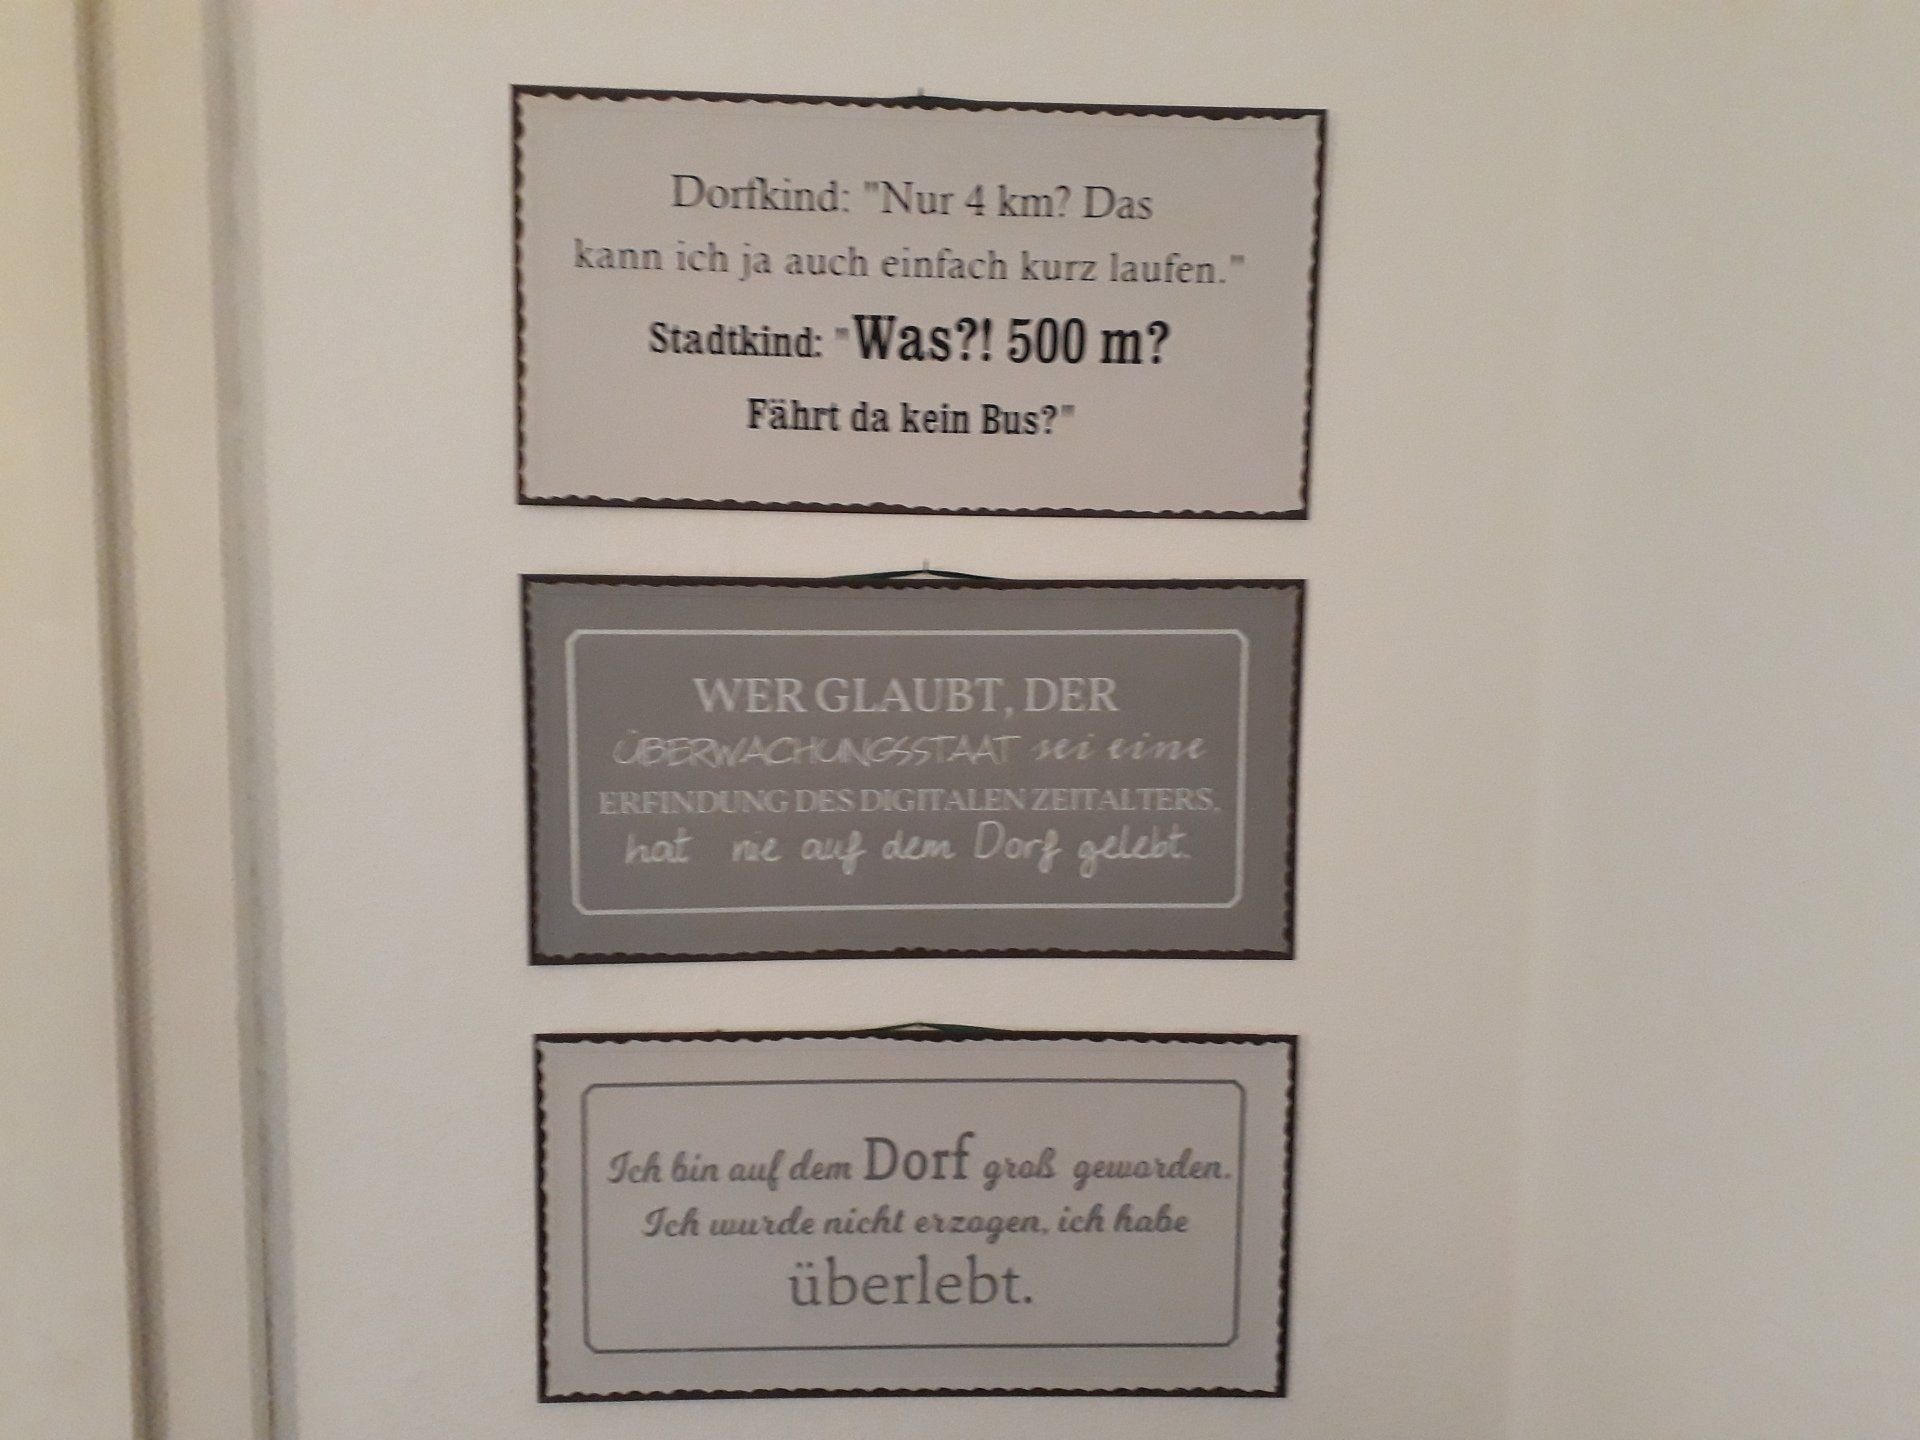 Dorfkind: "Nur 4 km? Das
kann ich ja auch einfach kurz laufen."
Stadtkind: "Was?! 500 m?
Fährt da kein Bus?"
WER GLAUBT, DER
ÜBERWACHUNGSSTAAT sei eine
ERFINDUNG DES DIGITALEN ZEITALTERS,
hat nie auf dem Dorf gelebt.
Ich bin auf dem Dorf groß geworden.
Ich wurde nicht erzogen, ich habe
überlebt.